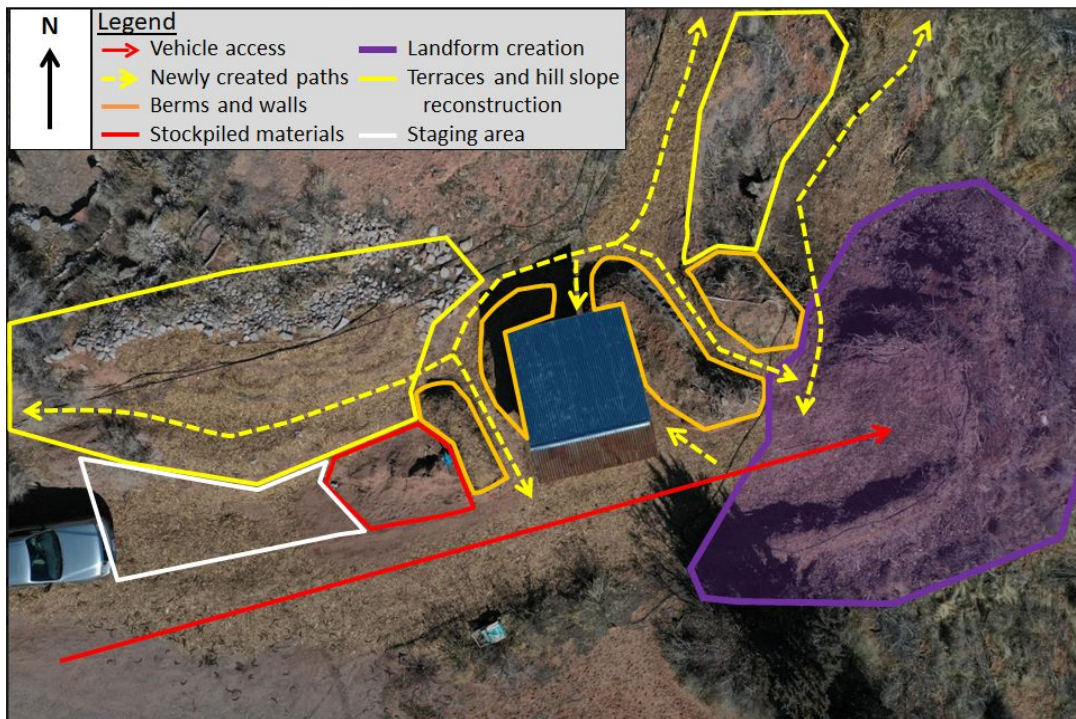 N
Legend
Vehicle access
Newly created paths
Berms and walls
Stockpiled materials
Landform creation
Terraces and hill slope
reconstruction
Staging area